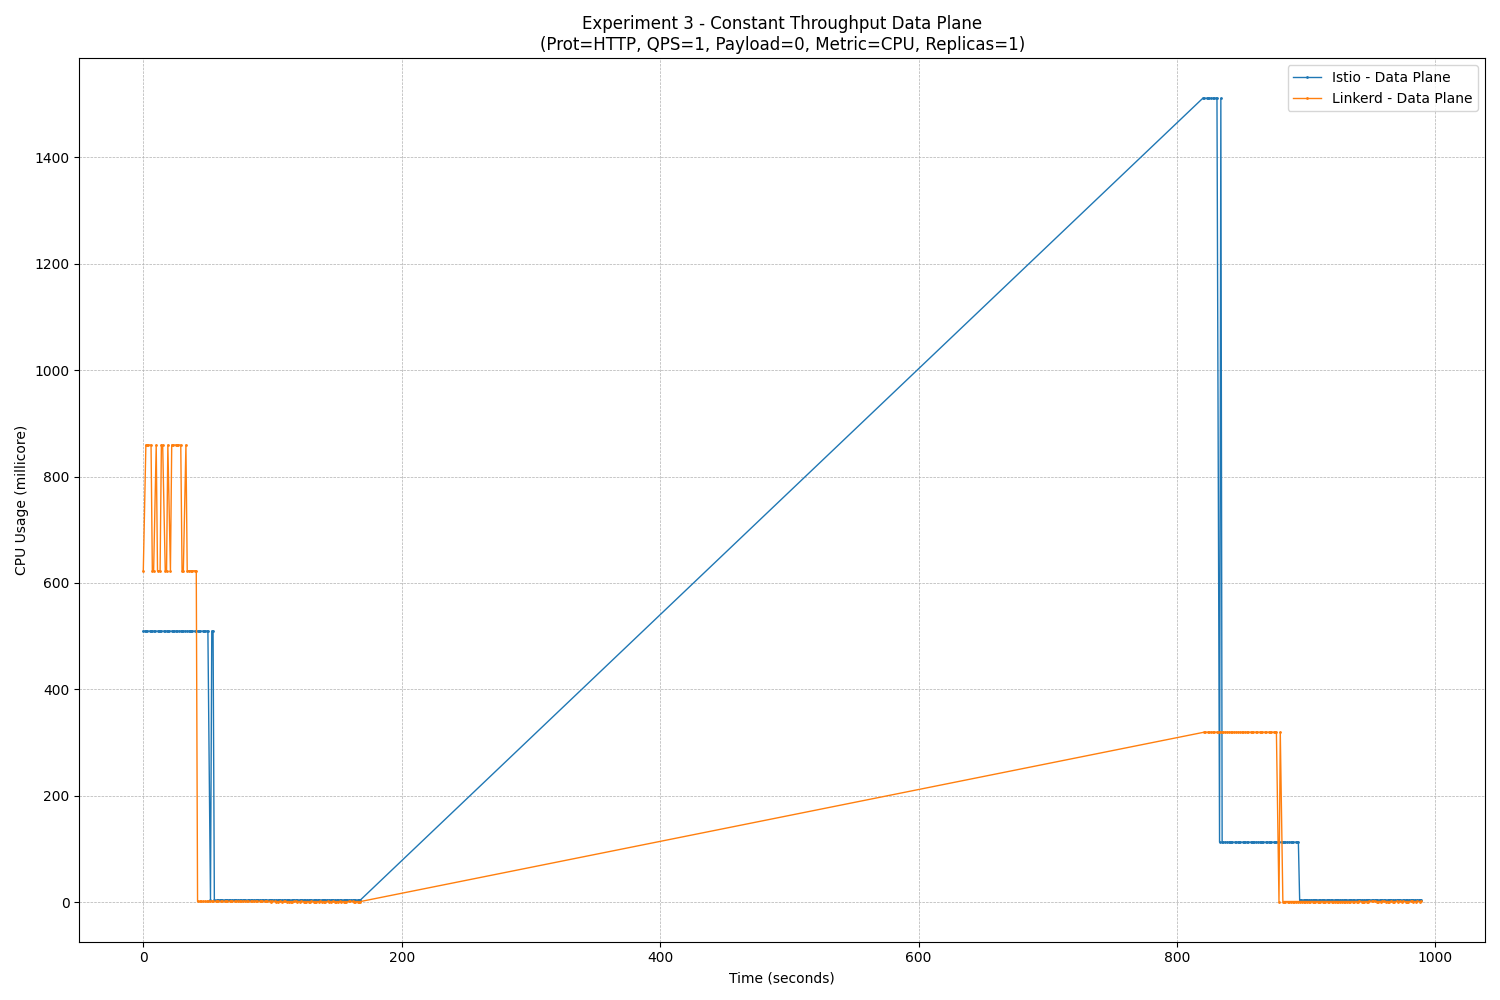 Experiment 3 - Constant Throughput Data Plane
(Prot=HTTP, QPS=1, Payload=0, Metric=CPU, Replicas=1)
Istio - Data Plane
Linkerd - Data Plane
CPU Usage (millicore)
1400
1200
1000
800
600
400
200
0
0
200
400
600
800
1000
Time (seconds)